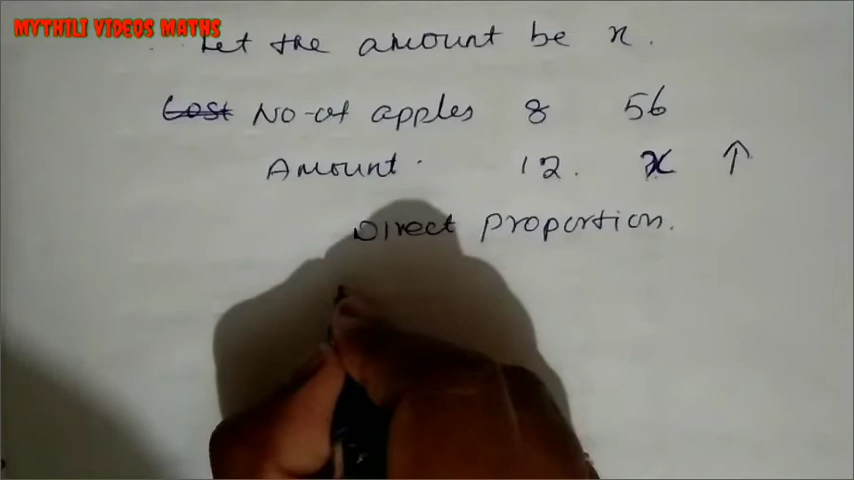 MYTHILI VIDEOS MATHS
Let the amount be x.
Cost No-of apples 8 56
Amount 12. x ↑
Direct proportion.